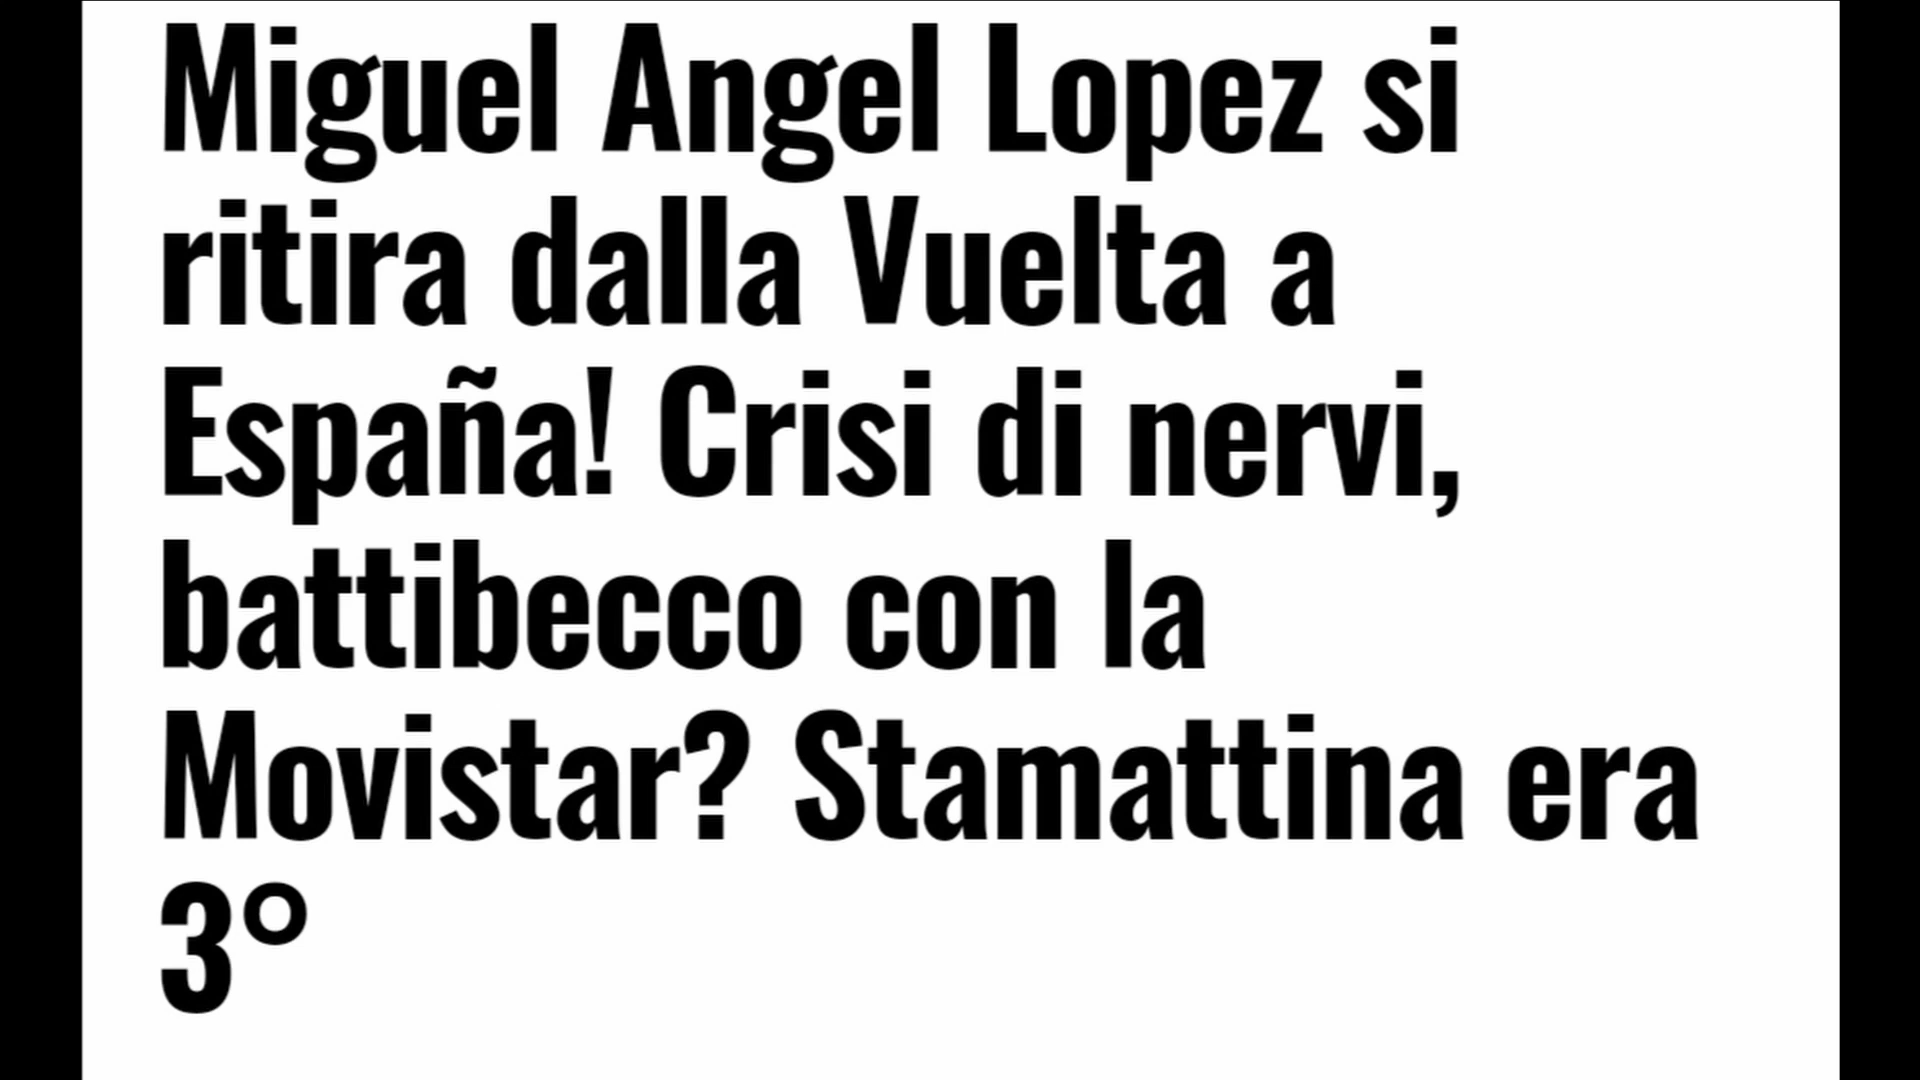 Miguel Angel Lopez si
ritira dalla Vuelta a
España! Crisi di nervi,
battibecco con la
Movistar? Stamattina era
3°